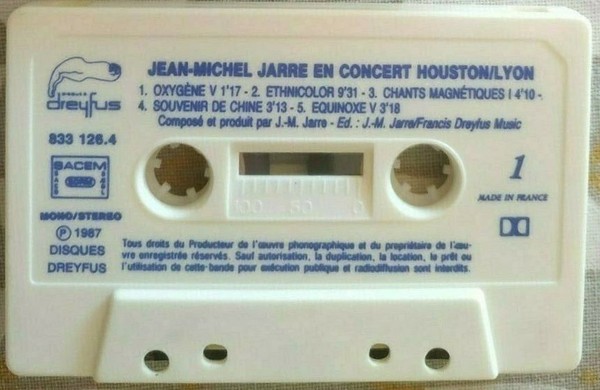 disques
dreyfus
JEAN-MICHEL JARRE EN CONCERT HOUSTON/LYON
1. OXYGÈNE V 1'17 - 2. ETHNICOLOR 9'31 - 3. CHANTS MAGNÉTIQUES I 4'10 -
4. SOUVENIR DE CHINE 3'13 - 5. EQUINOXE V 3'18
Composé et produit par J.-M. Jarre - Ed. : J.-M. Jarre/Francis Dreyfus Music
833 126.4
SACEM
MONO/STEREO
℗ 1987
DISQUES
DREYFUS
100 50 0
1
MADE IN FRANCE
Tous droits du Producteur de l'œuvre phonographique et du propriétaire de l'œu-
vre enregistrée réservés. Sauf autorisation, la duplication, la location, le prêt ou
l'utilisation de cette-bande pour exécution publique et radiodiffusion sont interdits.